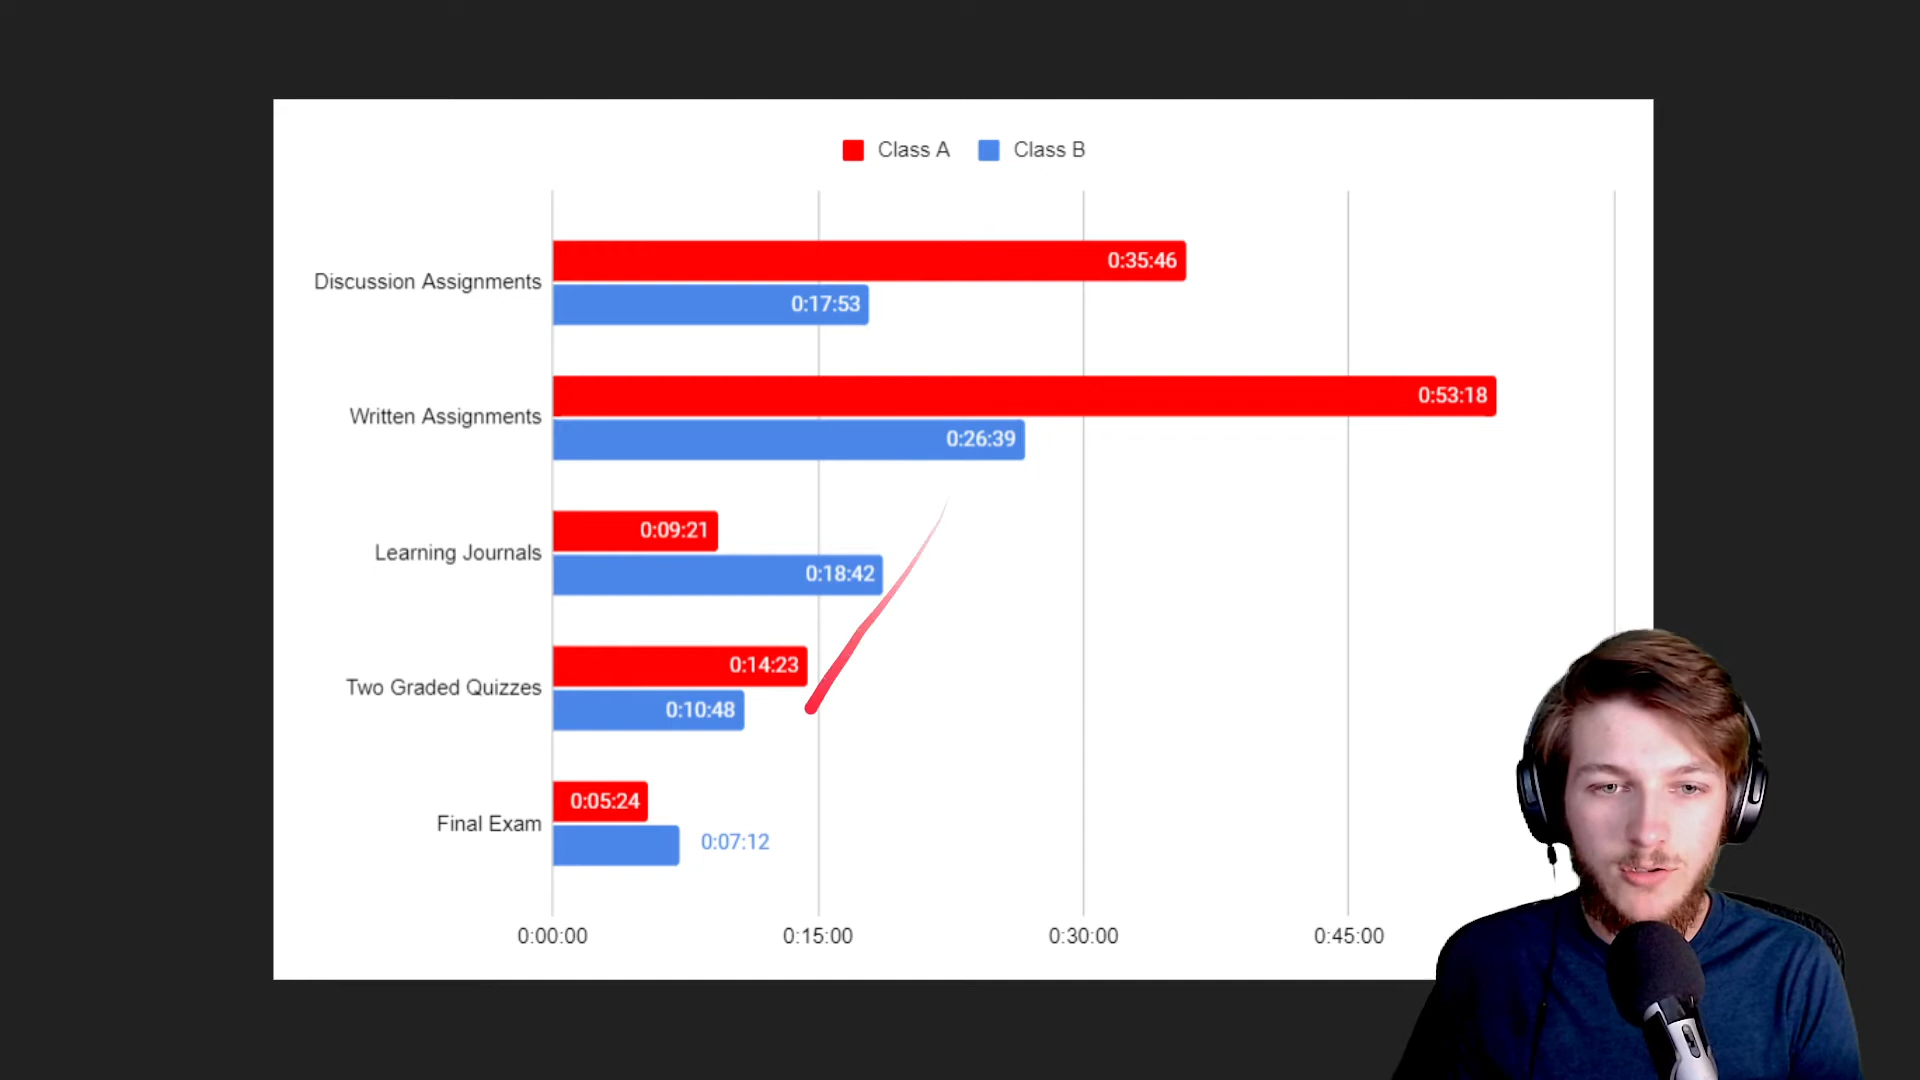 Class A Class B
Discussion Assignments
0:35:46
0:17:53
Written Assignments
0:53:18
0:26:39
Learning Journals
0:09:21
0:18:42
Two Graded Quizzes
0:14:23
0:10:48
Final Exam
0:05:24
0:07:12
0:00:00 0:15:00 0:30:00 0:45:00